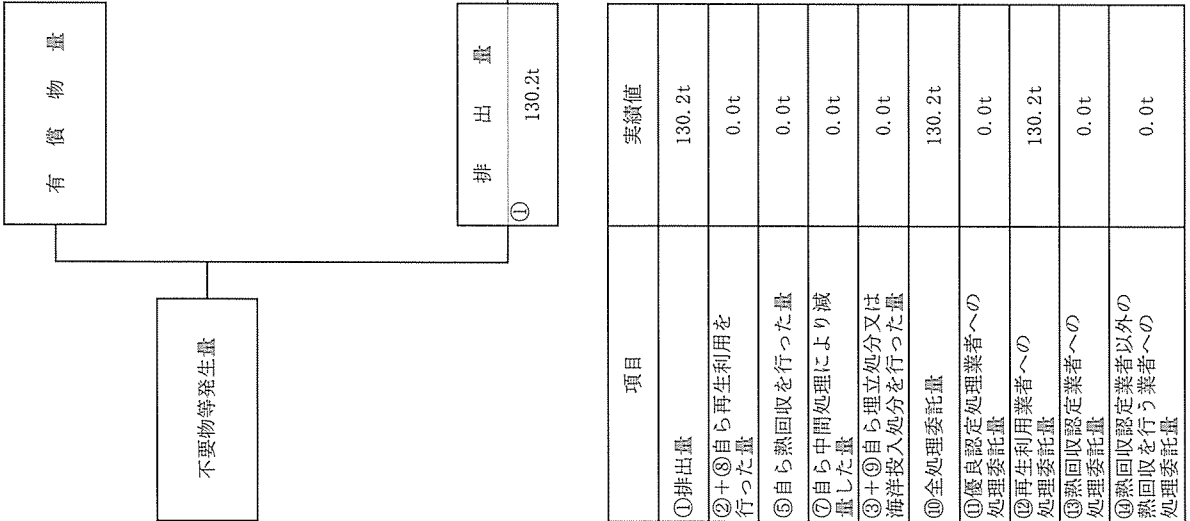 有償物量
不要物等発生量
排出量
①
130.2t
項目 実績値
①排出量 130.2t
②+⑧自ら再生利用を
行った量 0.0t
⑤自ら熱回収を行った量 0.0t
⑦自ら中間処理により減
量した量 0.0t
③+⑨自ら埋立処分又は
海洋投入処分を行った量 0.0t
⑩全処理委託量 130.2t
⑪優良認定処理業者への
処理委託量 0.0t
⑫再生利用業者への
処理委託量 130.2t
⑬熱回収認定業者への
処理委託量 0.0t
⑭熱回収認定業者以外の
熱回収を行う業者への
処理委託量 0.0t